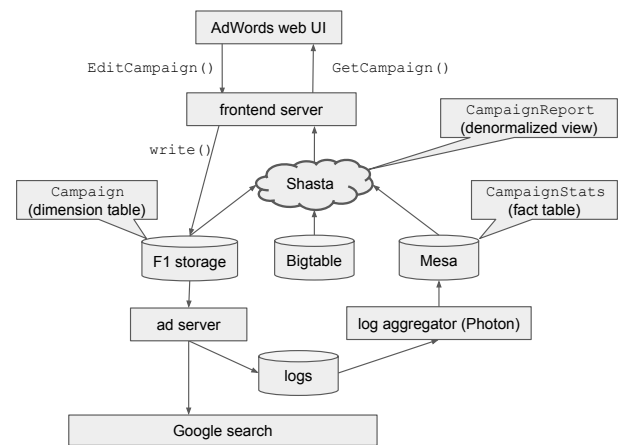 AdWords web UI
EditCampaign()
GetCampaign()
frontend server
CampaignReport
(denormalized view)
write()
Shasta
Campaign
(dimension table)
CampaignStats
(fact table)
F1 storage
Bigtable
Mesa
ad server
log aggregator (Photon)
logs
Google search